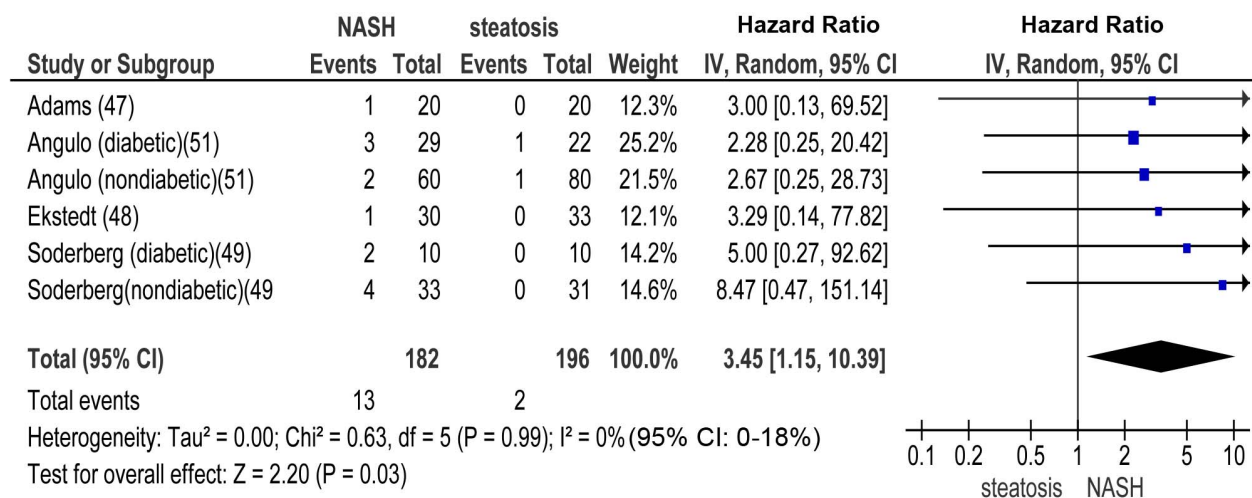 NASH steatosis Hazard Ratio Hazard Ratio
Study or Subgroup Events Total Events Total Weight IV, Random, 95% CI IV, Random, 95% CI
Adams (47) 1 20 0 20 12.3% 3.00 [0.13, 69.52]
Angulo (diabetic)(51) 3 29 1 22 25.2% 2.28 [0.25, 20.42]
Angulo (nondiabetic)(51) 2 60 1 80 21.5% 2.67 [0.25, 28.73]
Ekstedt (48) 1 30 0 33 12.1% 3.29 [0.14, 77.82]
Soderberg (diabetic)(49) 2 10 0 10 14.2% 5.00 [0.27, 92.62]
Soderberg(nondiabetic)(49 4 33 0 31 14.6% 8.47 [0.47, 151.14]
Total (95% CI) 182 196 100.0% 3.45 [1.15, 10.39]
Total events 13 2
Heterogeneity: Tau² = 0.00; Chi² = 0.63, df = 5 (P = 0.99); I² = 0% (95% CI: 0-18%)
Test for overall effect: Z = 2.20 (P = 0.03)
0.1 0.2 0.5 1 2 5 10
steatosis NASH